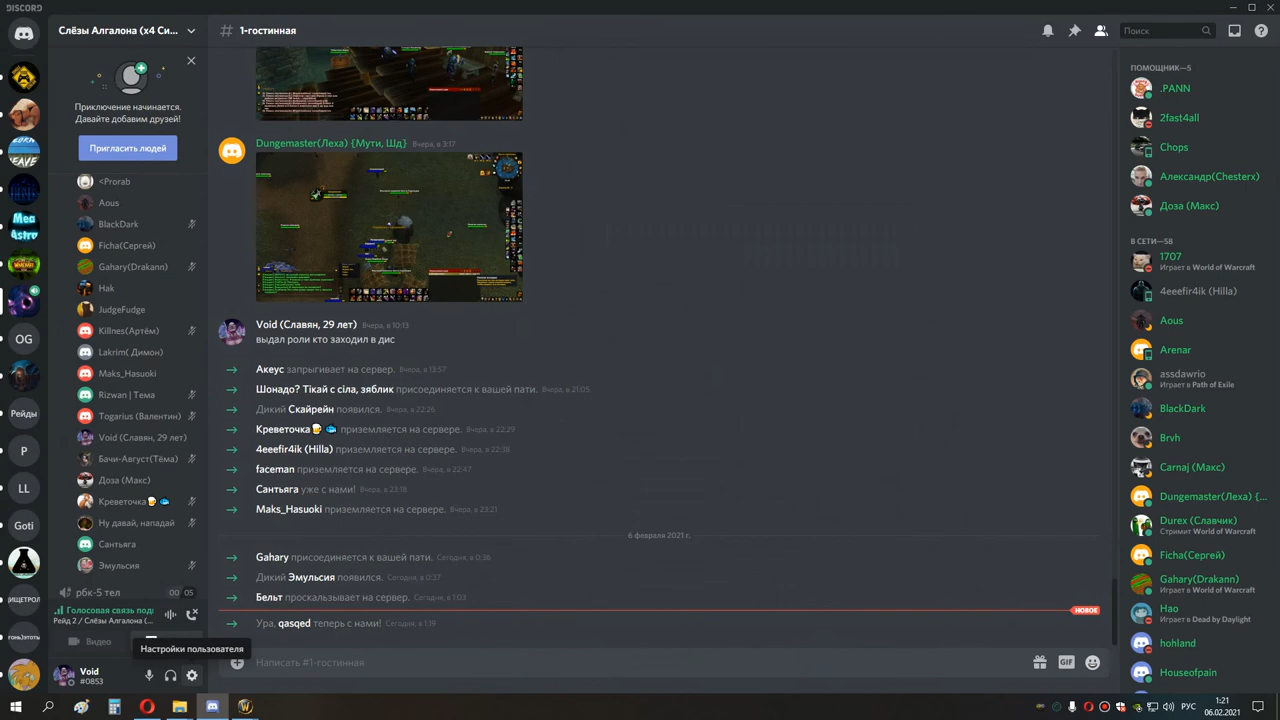 DISCORD
Слёзы Алгалона (x4 Си...
1-гостинная
Поиск
Приключение начинается.
Давайте добавим друзей!
Пригласить людей
<Prorab
Aous
BlackDark
Ficha(Сергей)
Gahary(Drakann)
Hak
JudgeFudge
Killnes(Артём)
Lakrim( Димон)
Maks_Hasuoki
Rizwan | Тема
Togarius (Валентин)
Void (Славян, 29 лет)
Бачи-Август(Тёма)
Доза (Макс)
Креветочка🍺 🐟
Ну давай, нападай
Сантьяга
Эмульсия
рбк-5 тел
00 05
Голосовая связь подк
Рейд 2 / Слёзы Алгалона (...
Видео
Настройки пользователя
Void
#0853
OG
Рейды
P
LL
Goti
Dungemaster(Леха) {Мути, Шд} Вчера, в 3:17
Void (Славян, 29 лет) Вчера, в 10:13
выдал роли кто заходил в дис
Акеус запрыгивает на сервер. Вчера, в 13:57
Шонадо? Тікай с сіла, зяблик присоединяется к вашей пати. Вчера, в 21:05
Дикий Скайрейн появился. Вчера, в 22:26
Креветочка🍺 🐟 приземляется на сервере. Вчера, в 22:29
4eeefir4ik (Hilla) приземляется на сервере. Вчера, в 22:38
faceman приземляется на сервере. Вчера, в 22:47
Сантьяга уже с нами! Вчера, в 23:18
Maks_Hasuoki приземляется на сервере. Вчера, в 23:21
6 февраля 2021 г.
Gahary присоединяется к вашей пати. Сегодня, в 0:36
Дикий Эмульсия появился. Сегодня, в 0:37
Бельт проскальзывает на сервер. Сегодня, в 1:03
НОВОЕ
Ура, qasqed теперь с нами! Сегодня, в 1:19
Написать #1-гостинная
GIF
ПОМОЩНИК—5
.PANN
2fast4all
Chops
Александр(Chesterx)
Доза (Макс)
В СЕТИ—58
1707
Играет в World of Warcraft
4eeefir4ik (Hilla)
Aous
Arenar
assdawrio
Играет в Path of Exile
BlackDark
Brvh
Carnaj (Макс)
Dungemaster(Леха) {...
Durex (Славчик)
Стримит World of Warcraft
Ficha(Сергей)
Gahary(Drakann)
Играет в World of Warcraft
Hao
Играет в Dead by Daylight
hohland
Houseofpain
РУС
1:21
06.02.2021